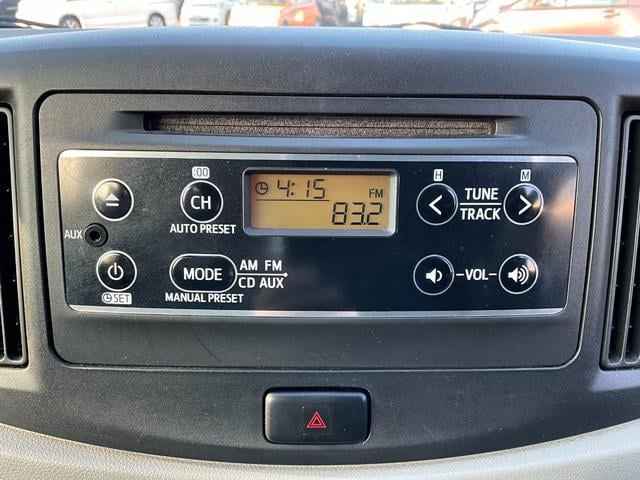 :00
H
M
4:15
FM
83.2
CH
AUTO PRESET
TUNE
TRACK
AUX
SET
MODE
AM FM
CD AUX
MANUAL PRESET
-VOL-